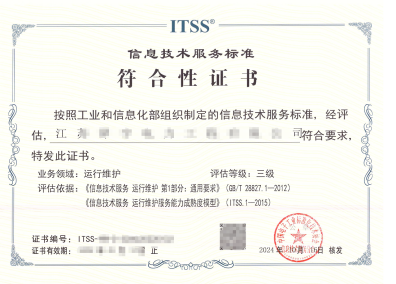 ITSS®
信息技术服务标准
符合性证书
按照工业和信息化部组织制定的信息技术服务标准，经评
估，江 公司符合要求，
特发此证书。
业务领域：运行维护 评估等级：三级
评估依据：《信息技术服务 运行维护 第1部分：通用要求》（GB/T 28827.1—2012）
《信息技术服务 运行维护服务能力成熟度模型》（ITSS.1—2015）
证书编号：ITSS-
证书有效期： 止
2024 年 10 月 16 日 核发